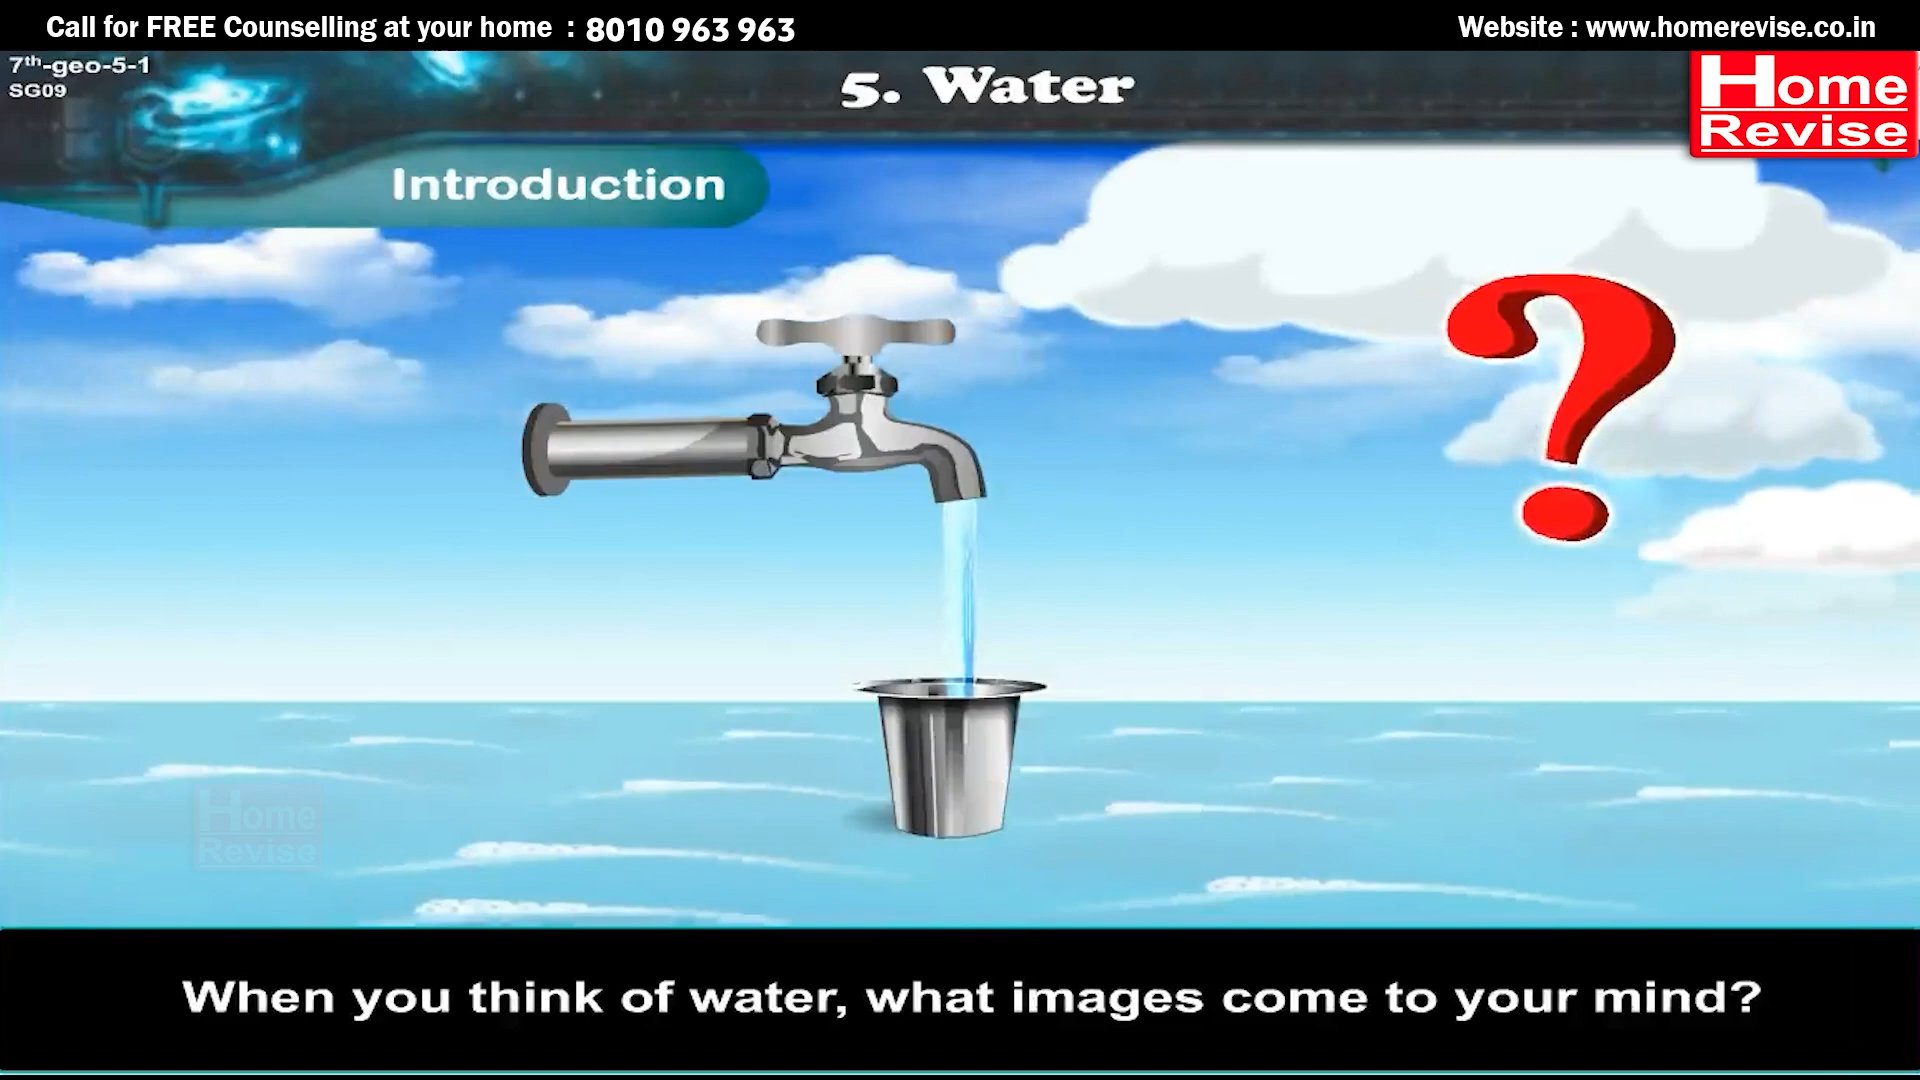 Call for FREE Counselling at your home : 8010 963 963
Website : www.homerevise.co.in
7th-geo-5-1
SG09
5. Water
Home
Revise
Introduction
Home
Revise
When you think of water, what images come to your mind?